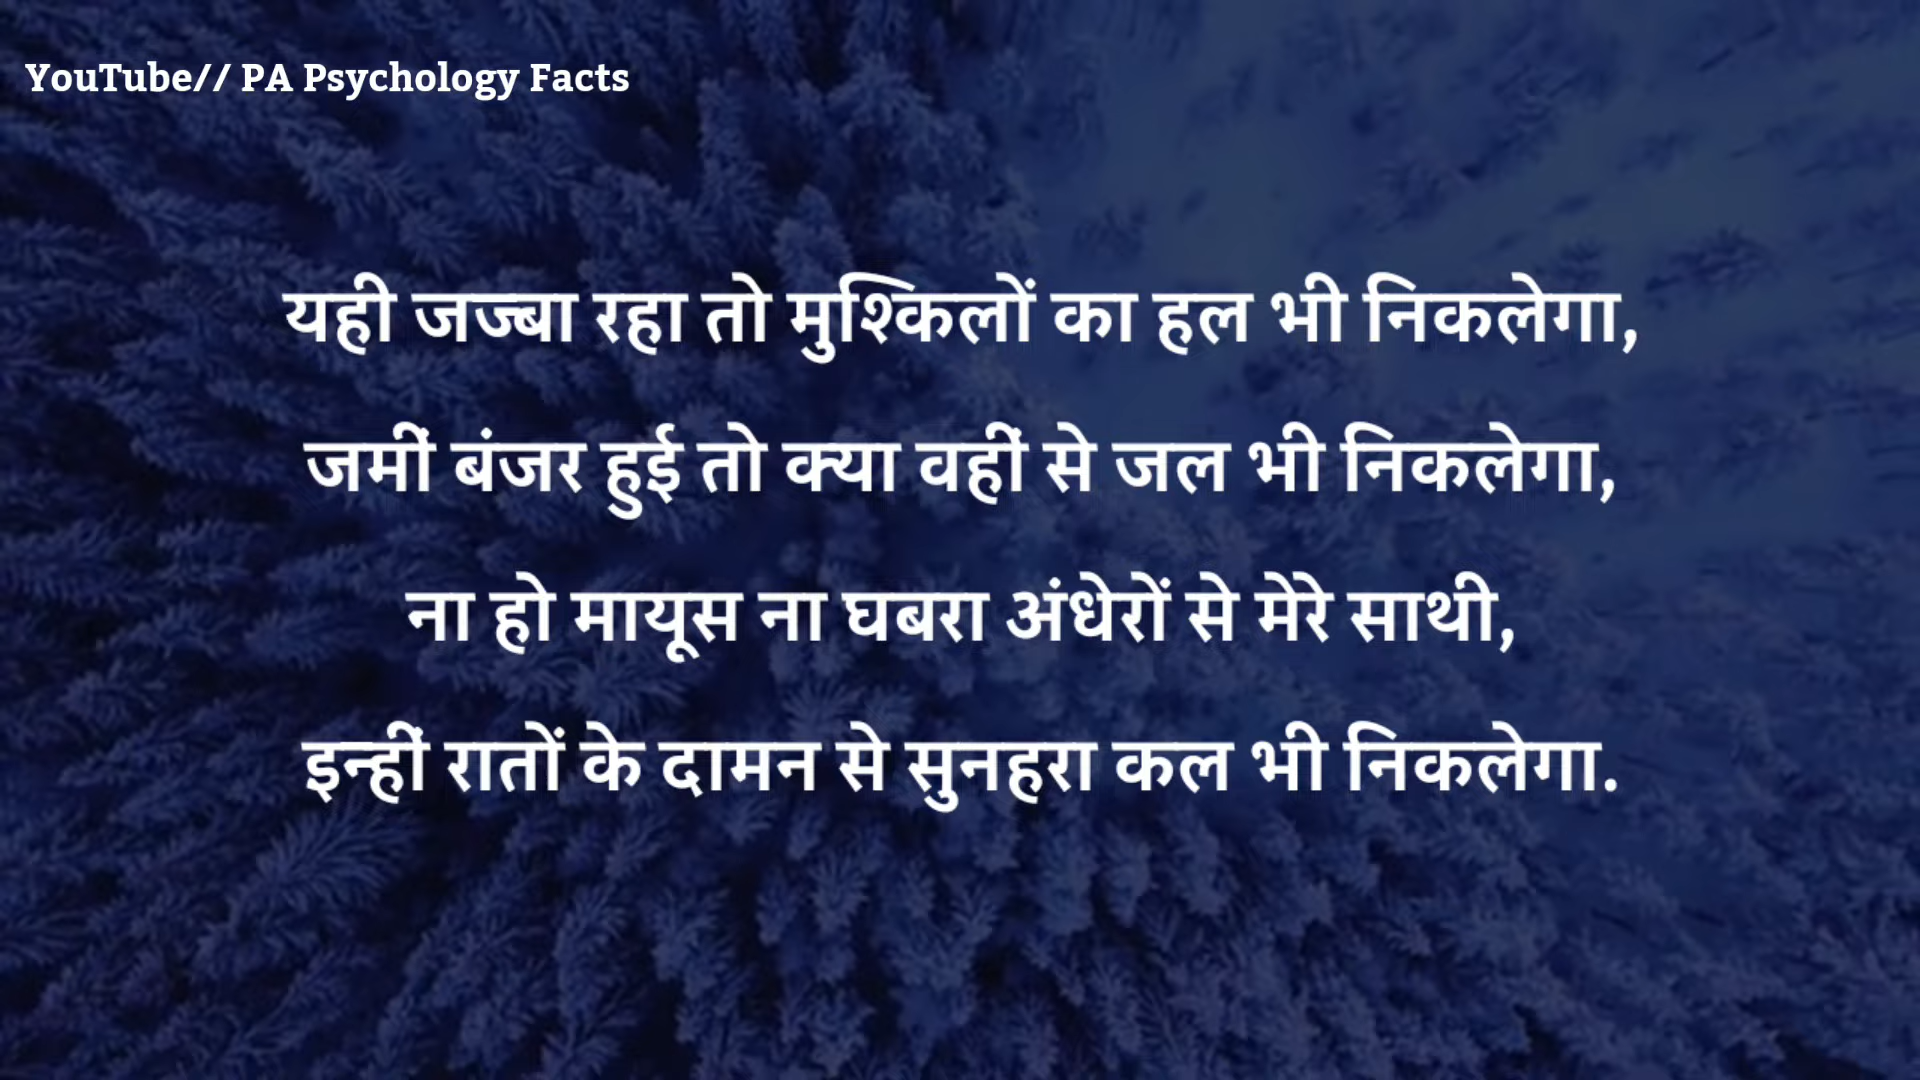 YouTube// PA Psychology Facts
यही जज्बा रहा तो मुश्किलों का हल भी निकलेगा,
जमीं बंजर हुई तो क्या वहीं से जल भी निकलेगा,
ना हो मायूस ना घबरा अंधेरों से मेरे साथी,
इन्हीं रातों के दामन से सुनहरा कल भी निकलेगा.